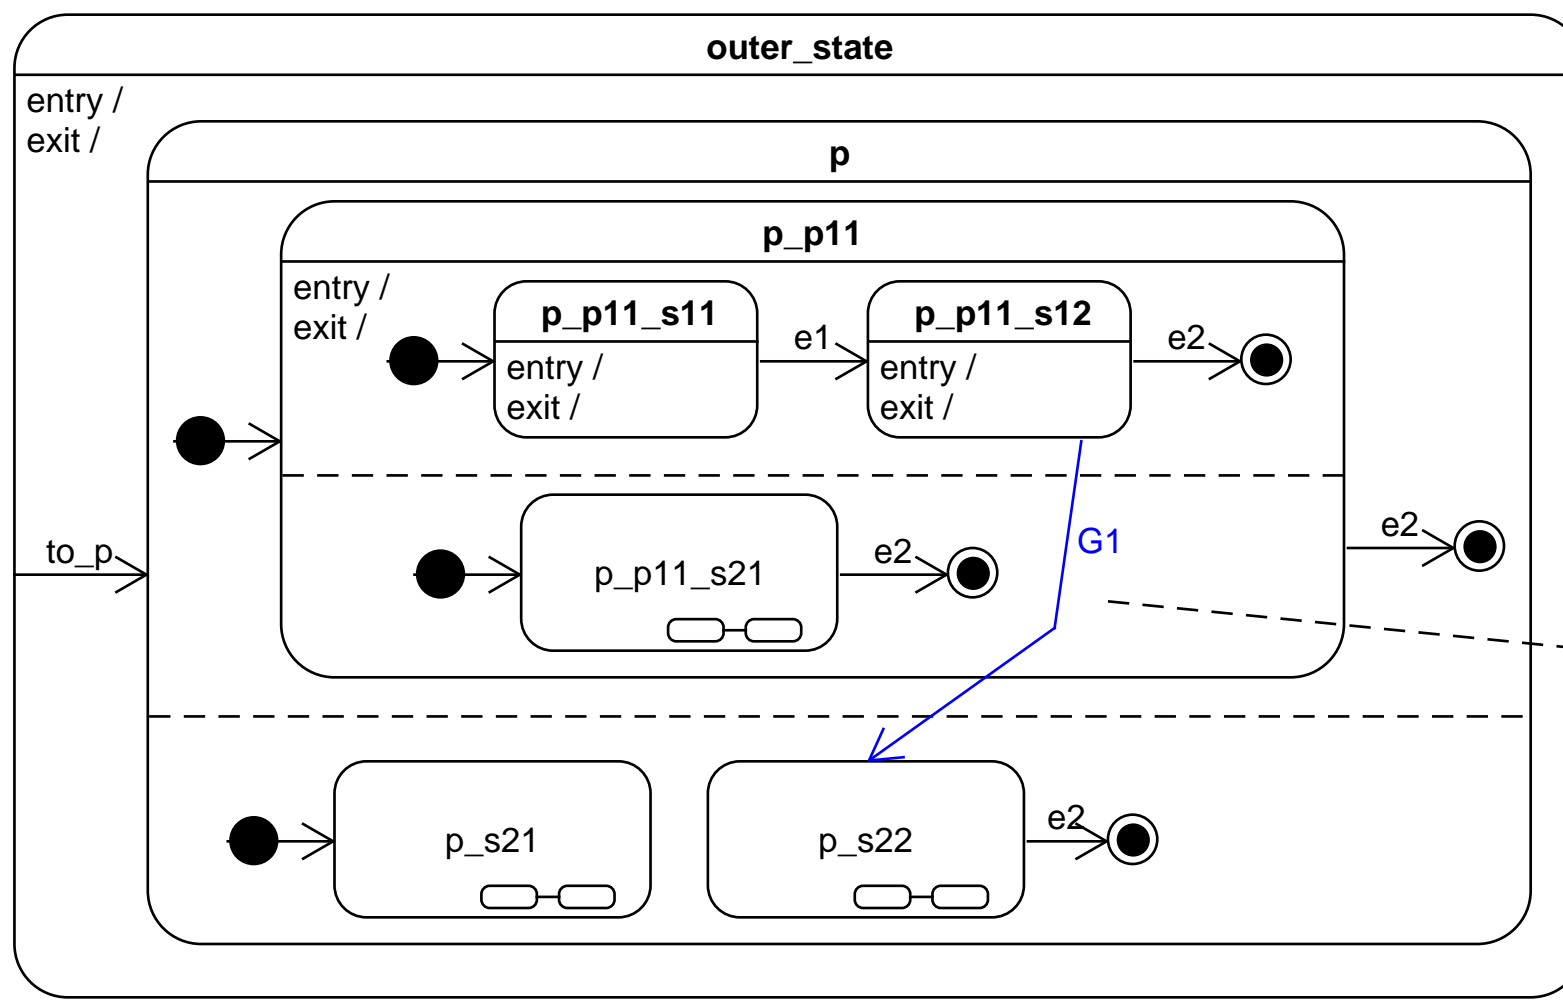 outer_state
entry /
exit /
p
p_p11
entry /
exit /
p_p11_s11
entry /
exit /
e1
p_p11_s12
entry /
exit /
e2
to_p
p_p11_s21
e2
G1
e2
p_s21
p_s22
e2